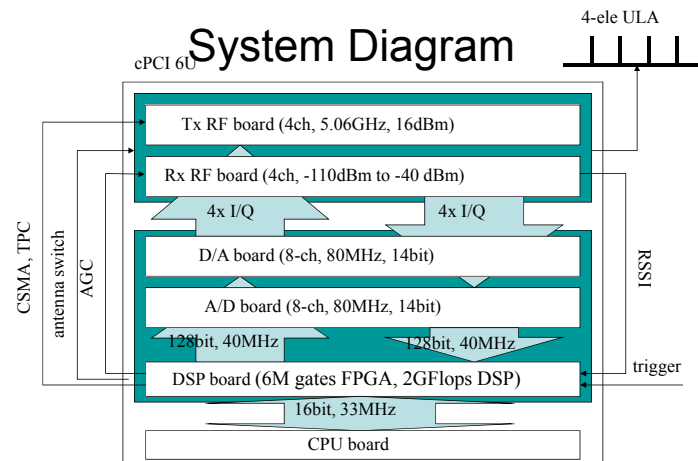 4-ele ULA
System Diagram
cPCI 6U
Tx RF board (4ch, 5.06GHz, 16dBm)
Rx RF board (4ch, -110dBm to -40 dBm)
4x I/Q
4x I/Q
D/A board (8-ch, 80MHz, 14bit)
A/D board (8-ch, 80MHz, 14bit)
128bit, 40MHz
128bit, 40MHz
DSP board (6M gates FPGA, 2GFlops DSP)
16bit, 33MHz
CPU board
CSMA, TPC
antenna switch
AGC
RSSI
trigger